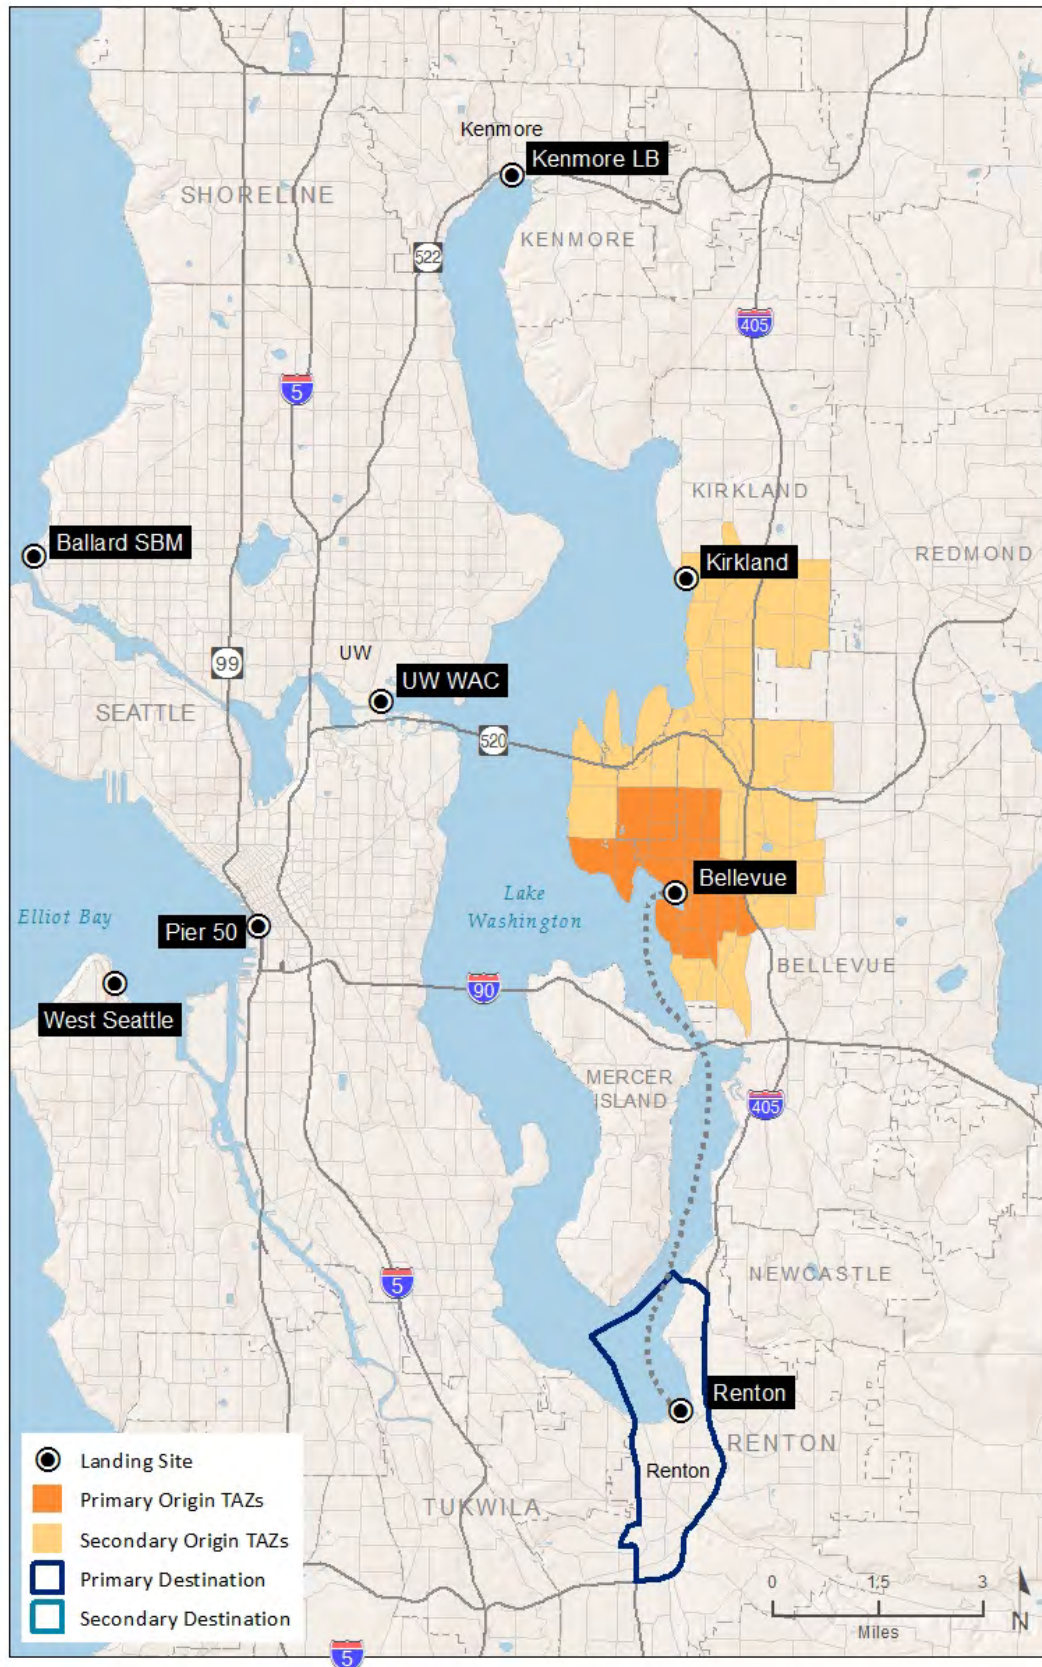 Kenmore
Kenmore LB
SHORELINE
KENMORE
522
405
5
KIRKLAND
Ballard SBM
Kirkland
REDMOND
UW
99
UW WAC
SEATTLE
520
Bellevue
Lake
Washington
Elliot Bay
Pier 50
BELLEVUE
90
West Seattle
MERCER
ISLAND
405
NEWCASTLE
5
Renton
RENTON
Renton
TUKWILA
Landing Site
Primary Origin TAZs
Secondary Origin TAZs
Primary Destination
Secondary Destination
0 1.5 3
Miles
N
5